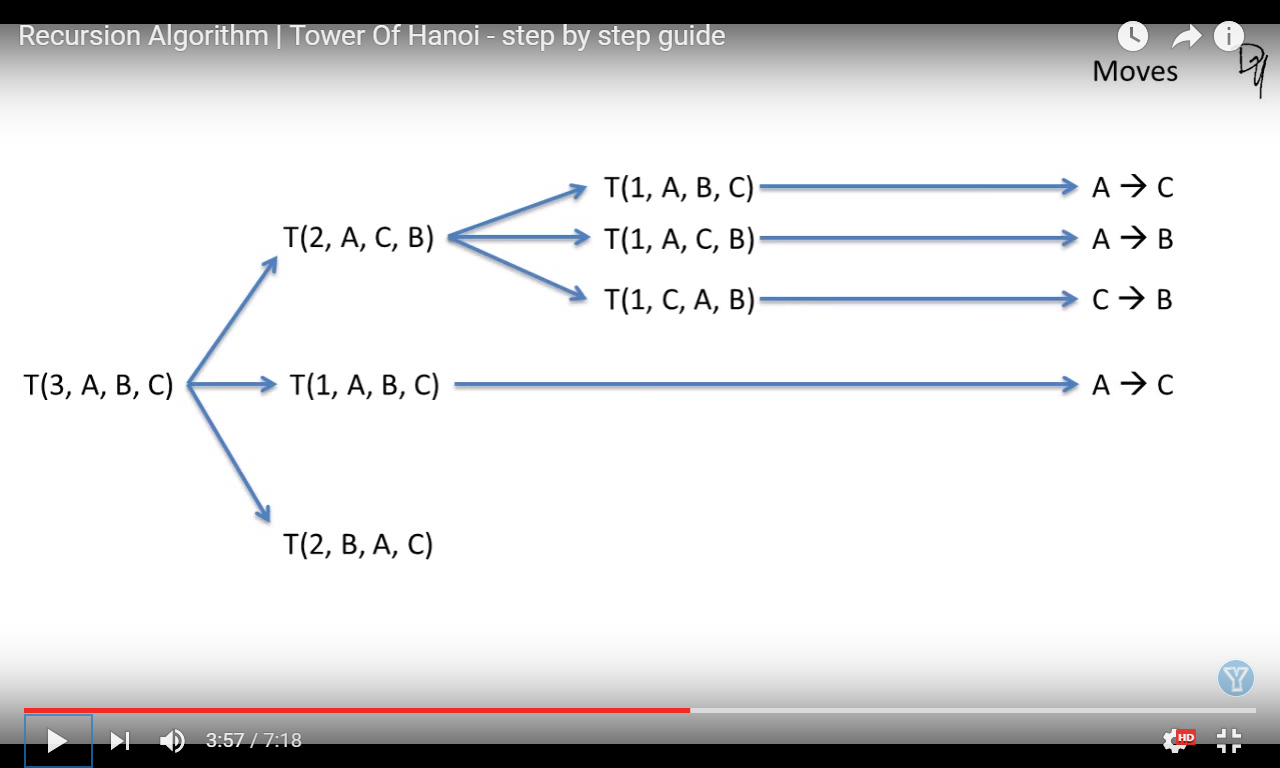 Recursion Algorithm | Tower Of Hanoi - step by step guide
Moves
T(1, A, B, C) A → C
T(2, A, C, B) T(1, A, C, B) A → B
T(1, C, A, B) C → B
T(3, A, B, C) T(1, A, B, C) A → C
T(2, B, A, C)
Y
3:57 / 7:18
HD